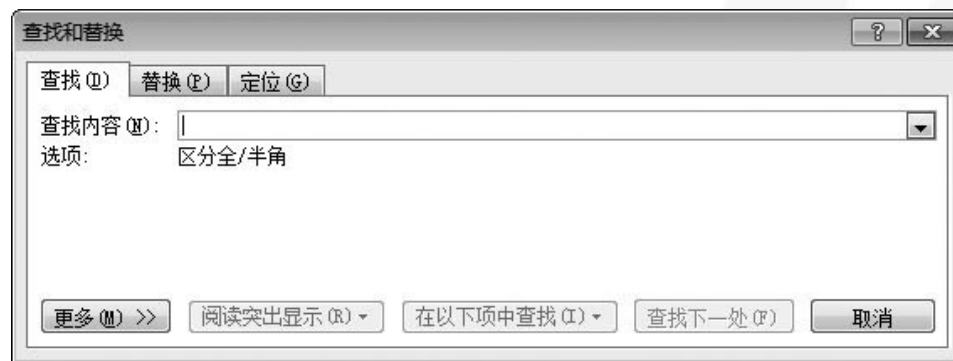 查找和替换
查找(D) 替换(P) 定位(G)
查找内容(N):
选项: 区分全/半角
更多(M) >> 阅读突出显示(R) 在以下项中查找(I) 查找下一处(F) 取消